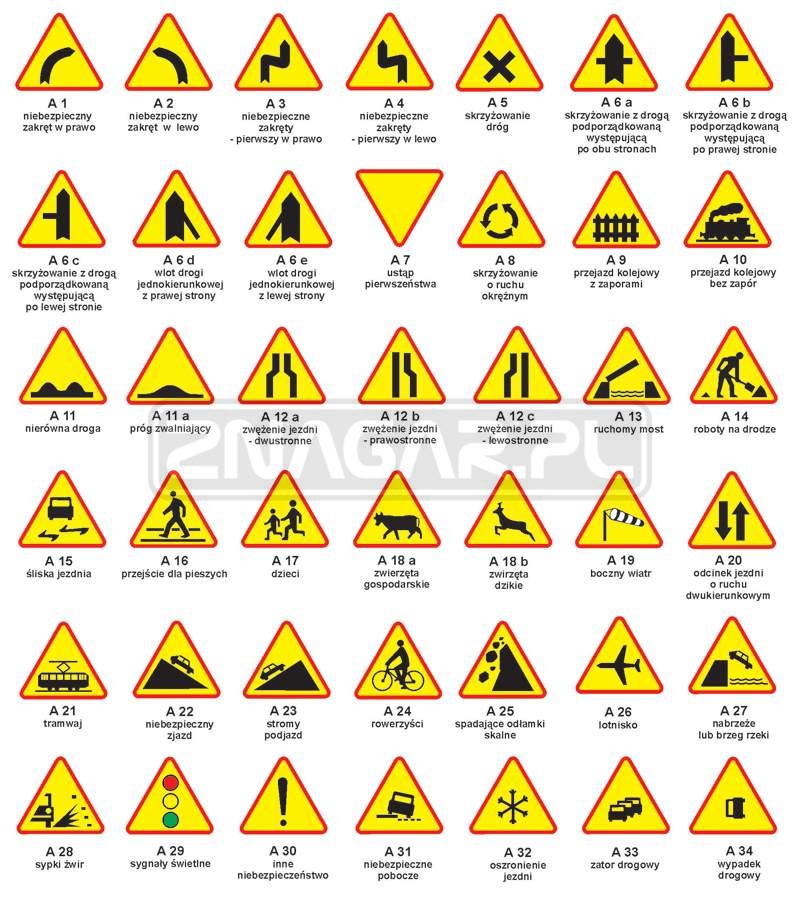 A 1
niebezpieczny
zakręt w prawo
A 2
niebezpieczny
zakręt w lewo
A 3
niebezpieczne
zakręty
- pierwszy w prawo
A 4
niebezpieczne
zakręty
- pierwszy w lewo
A 5
skrzyżowanie
dróg
A 6 a
skrzyżowanie z drogą
podporządkowaną
występującą
po obu stronach
A 6 b
skrzyżowanie z drogą
podporządkowaną
występującą
po prawej stronie
A 6 c
skrzyżowanie z drogą
podporządkowaną
występującą
po lewej stronie
A 6 d
wlot drogi
jednokierunkowej
z prawej strony
A 6 e
wlot drogi
jednokierunkowej
z lewej strony
A 7
ustąp
pierwszeństwa
A 8
skrzyżowanie
o ruchu
okrężnym
A 9
przejazd kolejowy
z zaporami
A 10
przejazd kolejowy
bez zapór
A 11
nierówna droga
A 11 a
próg zwalniający
A 12 a
zwężenie jezdni
- dwustronne
A 12 b
zwężenie jezdni
- prawostronne
A 12 c
zwężenie jezdni
- lewostronne
A 13
ruchomy most
A 14
roboty na drodze
ZNAGAR.PL
A 15
śliska jezdnia
A 16
przejście dla pieszych
A 17
dzieci
A 18 a
zwierzęta
gospodarskie
A 18 b
zwirzęta
dzikie
A 19
boczny wiatr
A 20
odcinek jezdni
o ruchu
dwukierunkowym
A 21
tramwaj
A 22
niebezpieczny
zjazd
A 23
stromy
podjazd
A 24
rowerzyści
A 25
spadające odłamki
skalne
A 26
lotnisko
A 27
nabrzeże
lub brzeg rzeki
A 28
sypki żwir
A 29
sygnały świetlne
A 30
inne
niebezpieczeństwo
A 31
niebezpieczne
pobocze
A 32
oszronienie
jezdni
A 33
zator drogowy
A 34
wypadek
drogowy